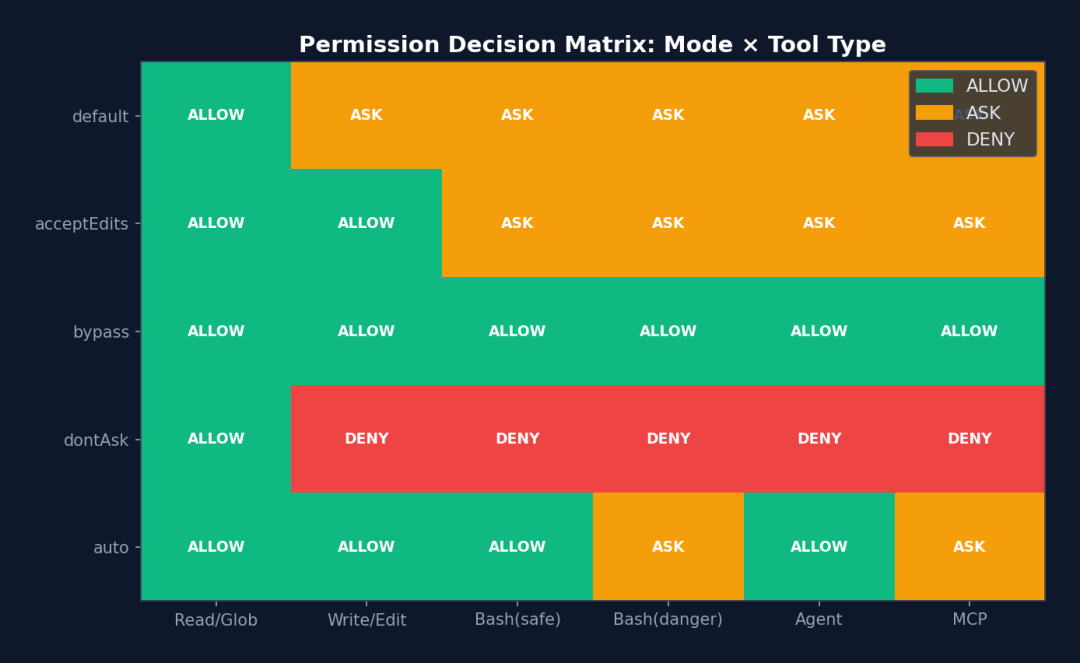 Permission Decision Matrix: Mode × Tool Type
ALLOW
ASK
DENY
default ALLOW ASK ASK ASK ASK ASK
acceptEdits ALLOW ALLOW ASK ASK ASK ASK
bypass ALLOW ALLOW ALLOW ALLOW ALLOW ALLOW
dontAsk ALLOW DENY DENY DENY DENY DENY
auto ALLOW ALLOW ALLOW ASK ALLOW ASK
Read/Glob Write/Edit Bash(safe) Bash(danger) Agent MCP